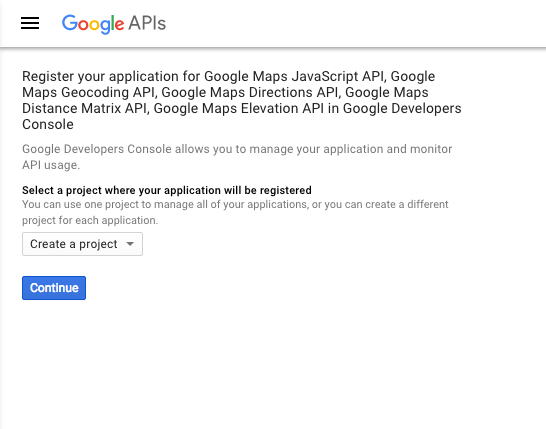 Google APIs
Register your application for Google Maps JavaScript API, Google
Maps Geocoding API, Google Maps Directions API, Google Maps
Distance Matrix API, Google Maps Elevation API in Google Developers
Console
Google Developers Console allows you to manage your application and monitor
API usage.
Select a project where your application will be registered
You can use one project to manage all of your applications, or you can create a different
project for each application.
Create a project
Continue